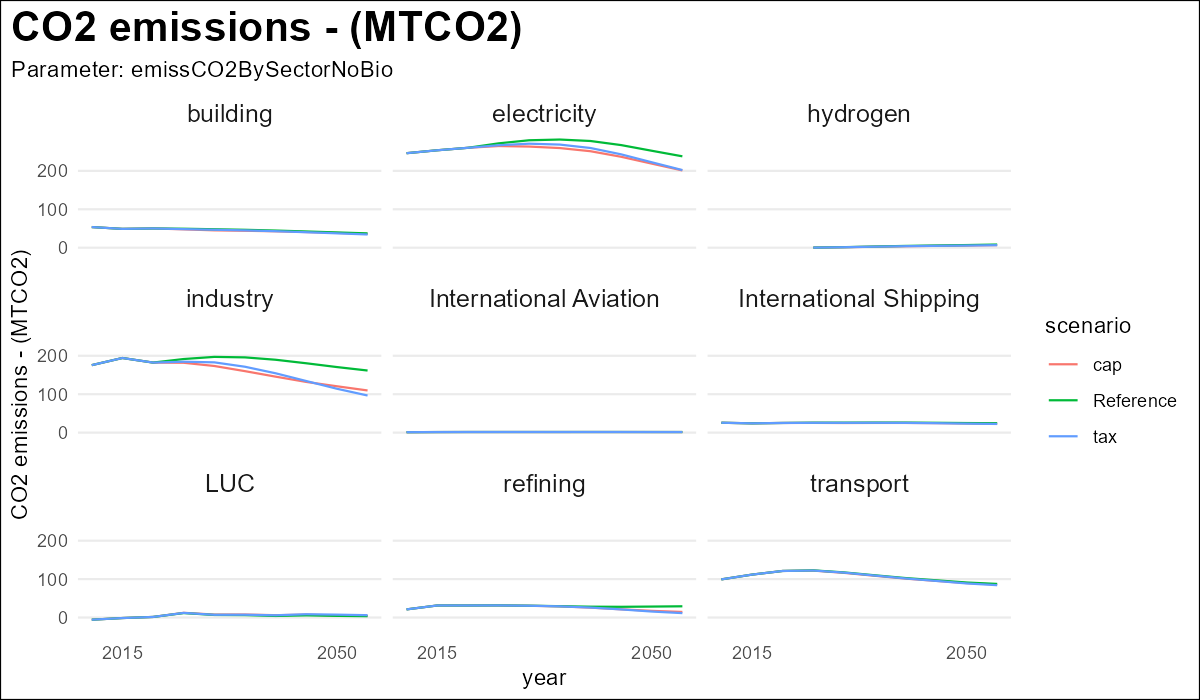 CO2 emissions - (MTCO2)
Parameter: emissCO2BySectorNoBio
building
electricity
hydrogen
200
100
0
industry
International Aviation
International Shipping
200
100
0
LUC
refining
transport
200
100
0
2015
2050
2015
2050
2015
2050
year
CO2 emissions - (MTCO2)
scenario
cap
Reference
tax